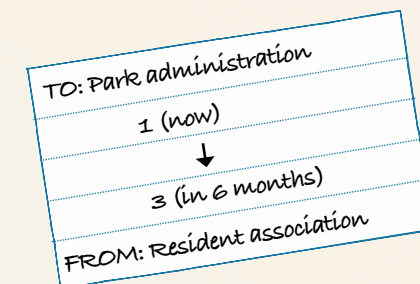 TO: Park administration
1 (now)
↓
3 (in 6 months)
FROM: Resident association